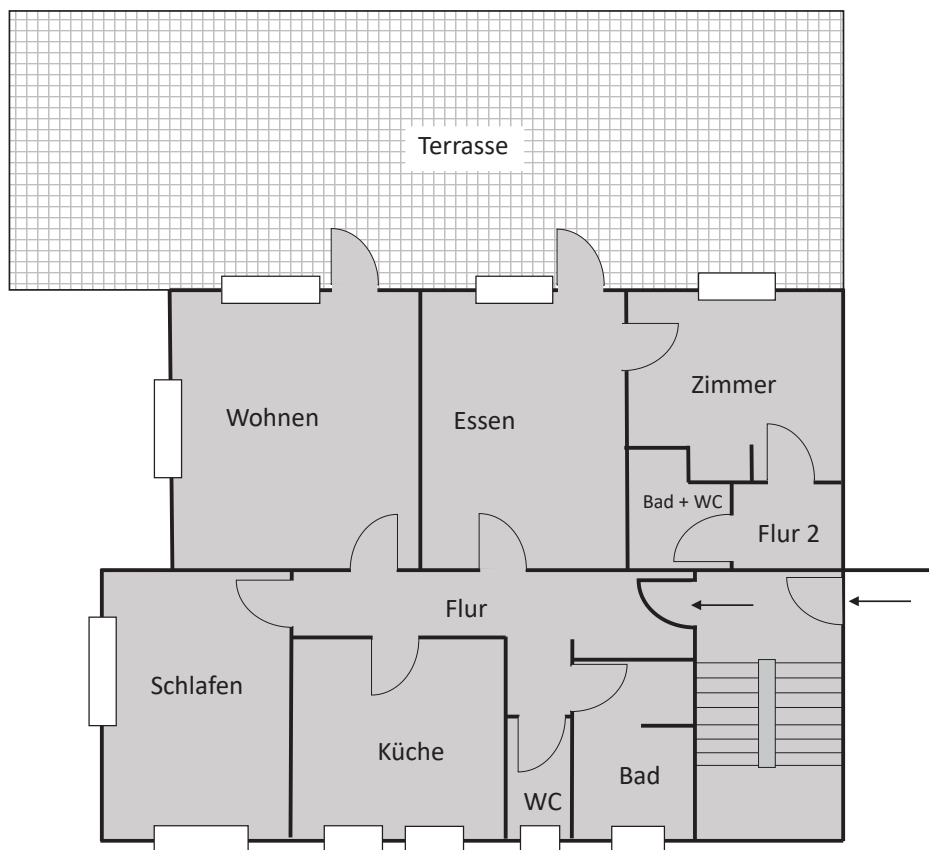 Terrasse
Zimmer
Wohnen
Essen
Bad + WC
Flur 2
Flur
Schlafen
Küche
Bad
WC